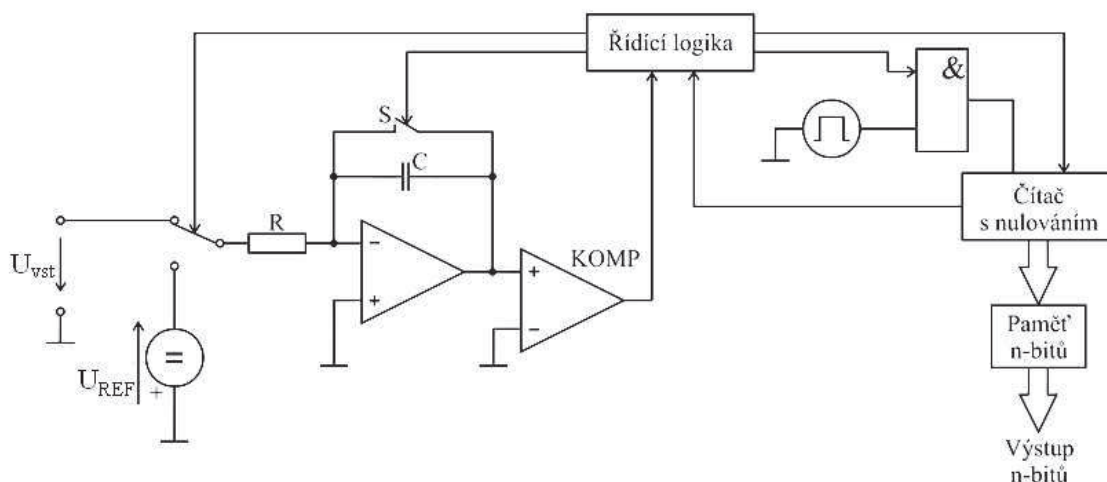 Řídící logika
&
S
C
R
U_vst
KOMP
−
+
+
−
Čítač
s nulováním
U_REF
+
=
Paměť
n-bitů
Výstup
n-bitů